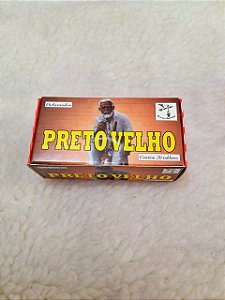 Defumador
PRETO VELHO
Contém 20 tabletes
PRETO VELHO